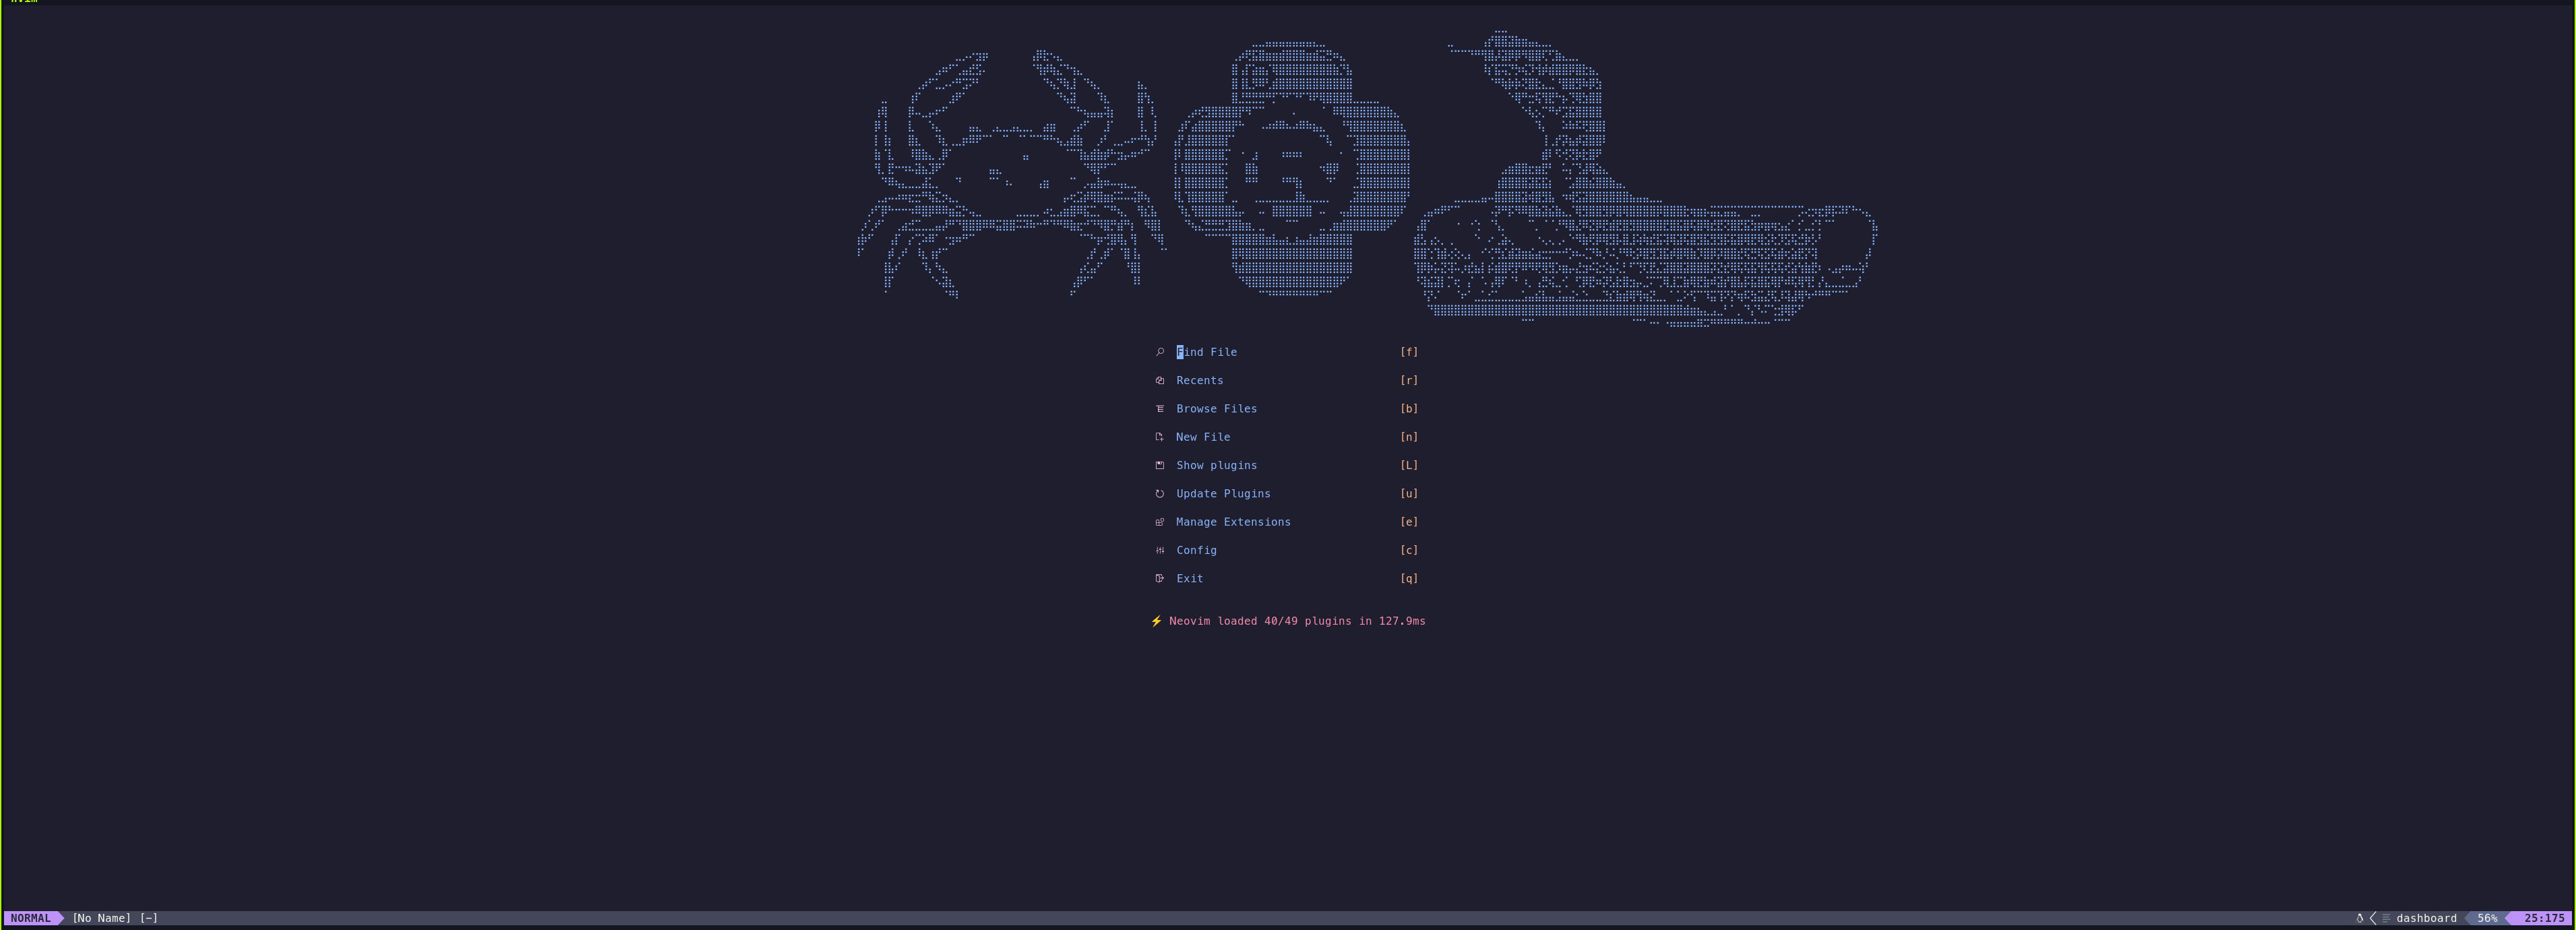 nvim
Find File [f]
Recents [r]
Browse Files [b]
New File [n]
Show plugins [L]
Update Plugins [u]
Manage Extensions [e]
Config [c]
Exit [q]
⚡ Neovim loaded 40/49 plugins in 127.9ms
NORMAL [No Name] [-] dashboard 56% 25:175